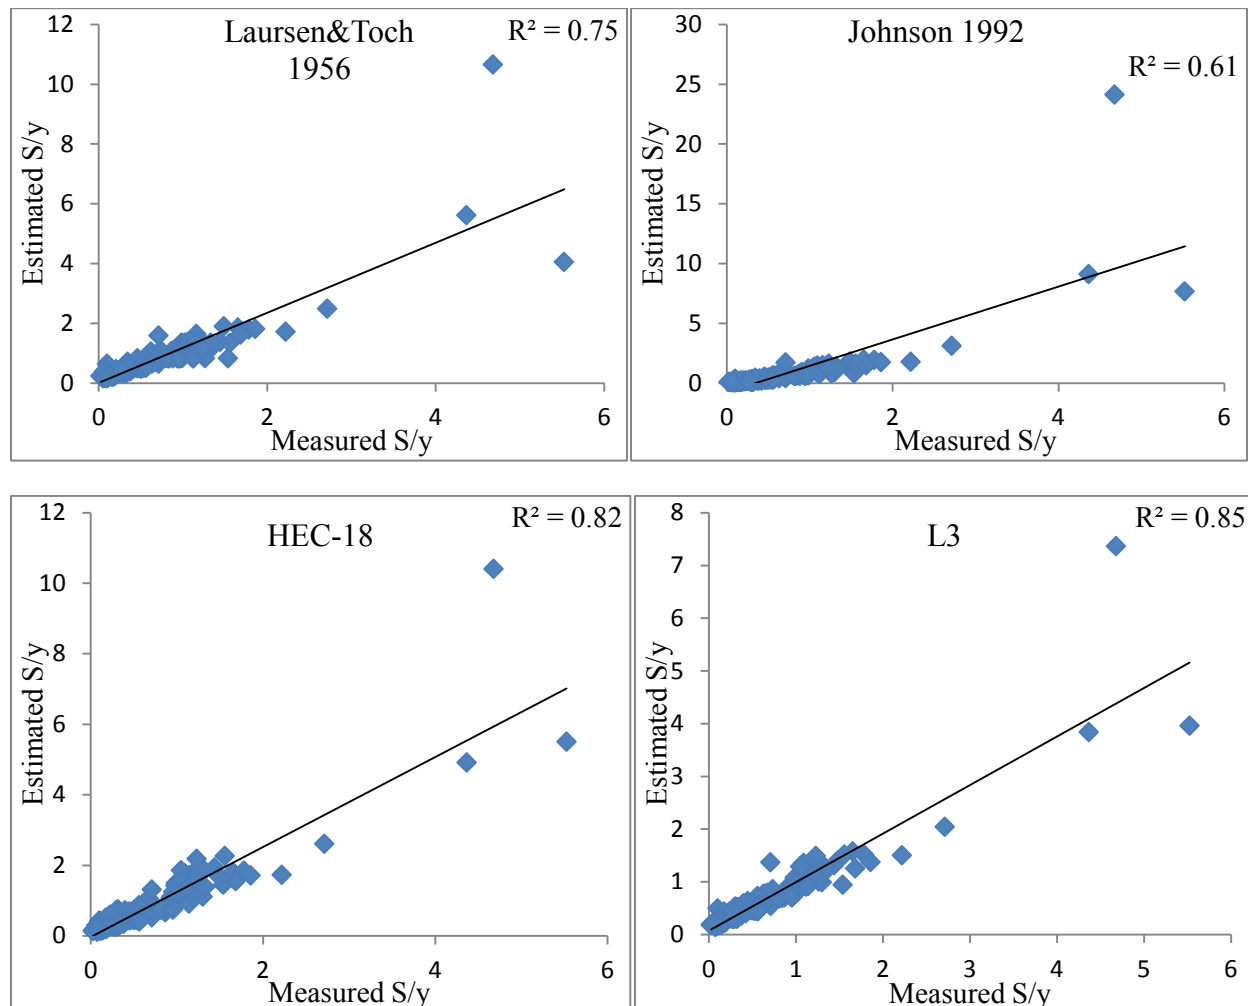 Laursen&Toch
1956
R² = 0.75
Estimated S/y
12
10
8
6
4
2
0
0 2 4 6
Measured S/y
Johnson 1992
R² = 0.61
Estimated S/y
30
25
20
15
10
5
0
0 2 4 6
Measured S/y
HEC-18
R² = 0.82
Estimated S/y
12
10
8
6
4
2
0
0 2 4 6
Measured S/y
L3
R² = 0.85
Estimated S/y
8
7
6
5
4
3
2
1
0
0 1 2 3 4 5 6
Measured S/y